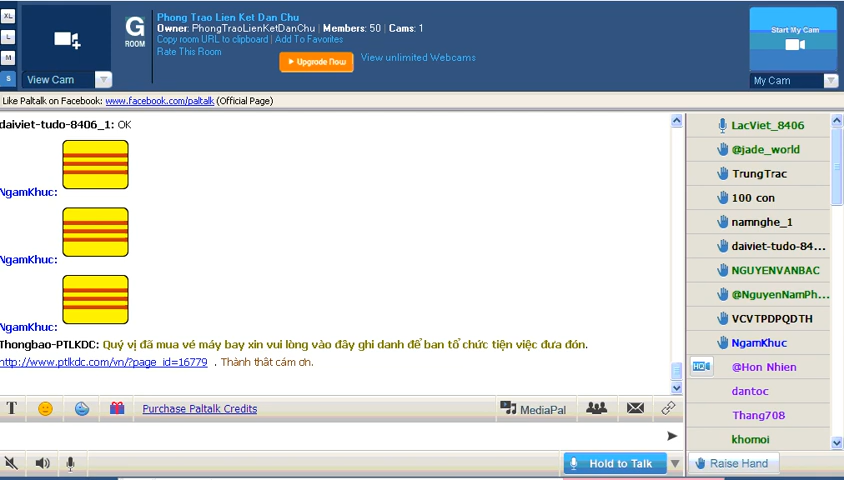 XL
L
M
S
View Cam
G
ROOM
Phong Trao Lien Ket Dan Chu
Owner: PhongTraoLienKetDanChu | Members: 50 | Cams: 1
Copy room URL to clipboard | Add To Favorites
Rate This Room
Upgrade Now
View unlimited Webcams
Start My Cam
My Cam
Like Paltalk on Facebook: www.facebook.com/paltalk (Official Page)
daiviet-tudo-8406_1: OK
NgamKhuc:
NgamKhuc:
NgamKhuc:
Thongbao-PTLKDC: Quý vị đã mua vé máy bay xin vui lòng vào đây ghi danh để ban tổ chức tiện việc đưa đón.
http://www.ptlkdc.com/vn/?page_id=16779 . Thành thât cám ơn.
LacViet_8406
@jade_world
TrungTrac
100 con
namnghe_1
daiviet-tudo-84...
NGUYENVANBAC
@NguyenNamPh...
VCVTPDPQDTH
NgamKhuc
HD @Hon Nhien
dantoc
Thang708
khomoi
T
Purchase Paltalk Credits
MediaPal
Hold to Talk
Raise Hand